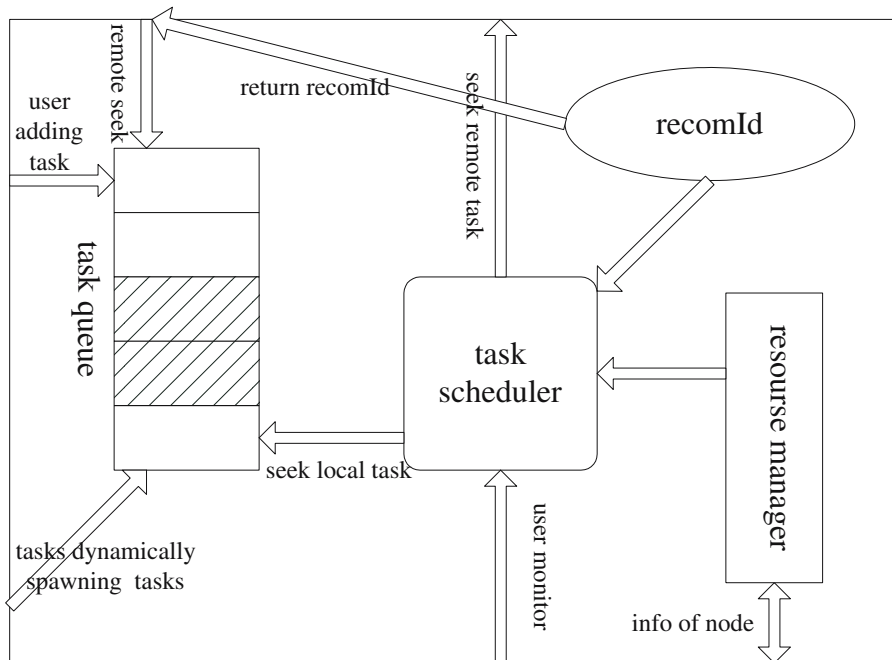 remote seek
return recomId
seek remote task
recomId
user
adding
task
task queue
task
scheduler
resourse manager
seek local task
user monitor
tasks dynamically
spawning tasks
info of node